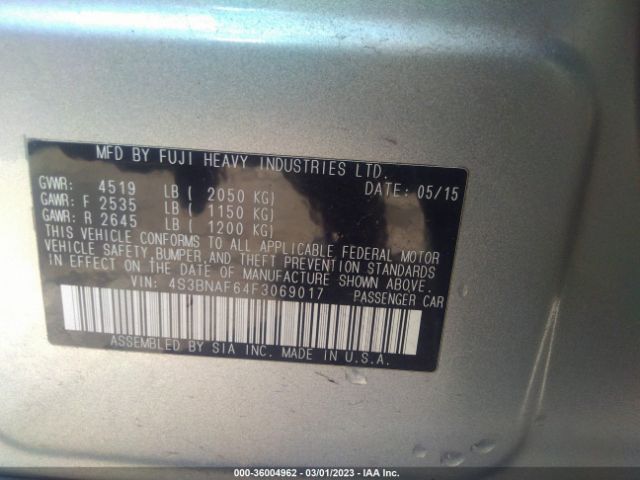 MFD BY FUJI HEAVY INDUSTRIES LTD.
GVWR: 4519 LB ( 2050 KG) DATE: 05/15
GAWR: F 2535 LB ( 1150 KG)
GAWR: R 2645 LB ( 1200 KG)
THIS VEHICLE CONFORMS TO ALL APPLICABLE FEDERAL MOTOR
VEHICLE SAFETY, BUMPER, AND THEFT PREVENTION STANDARDS
IN EFFECT ON THE DATE OF MANUFACTURE SHOWN ABOVE.
VIN: 4S3BNAF64F3069017 PASSENGER CAR
ASSEMBLED BY SIA INC. MADE IN U.S.A.
000-36004962 - 03/01/2023 - IAA Inc.